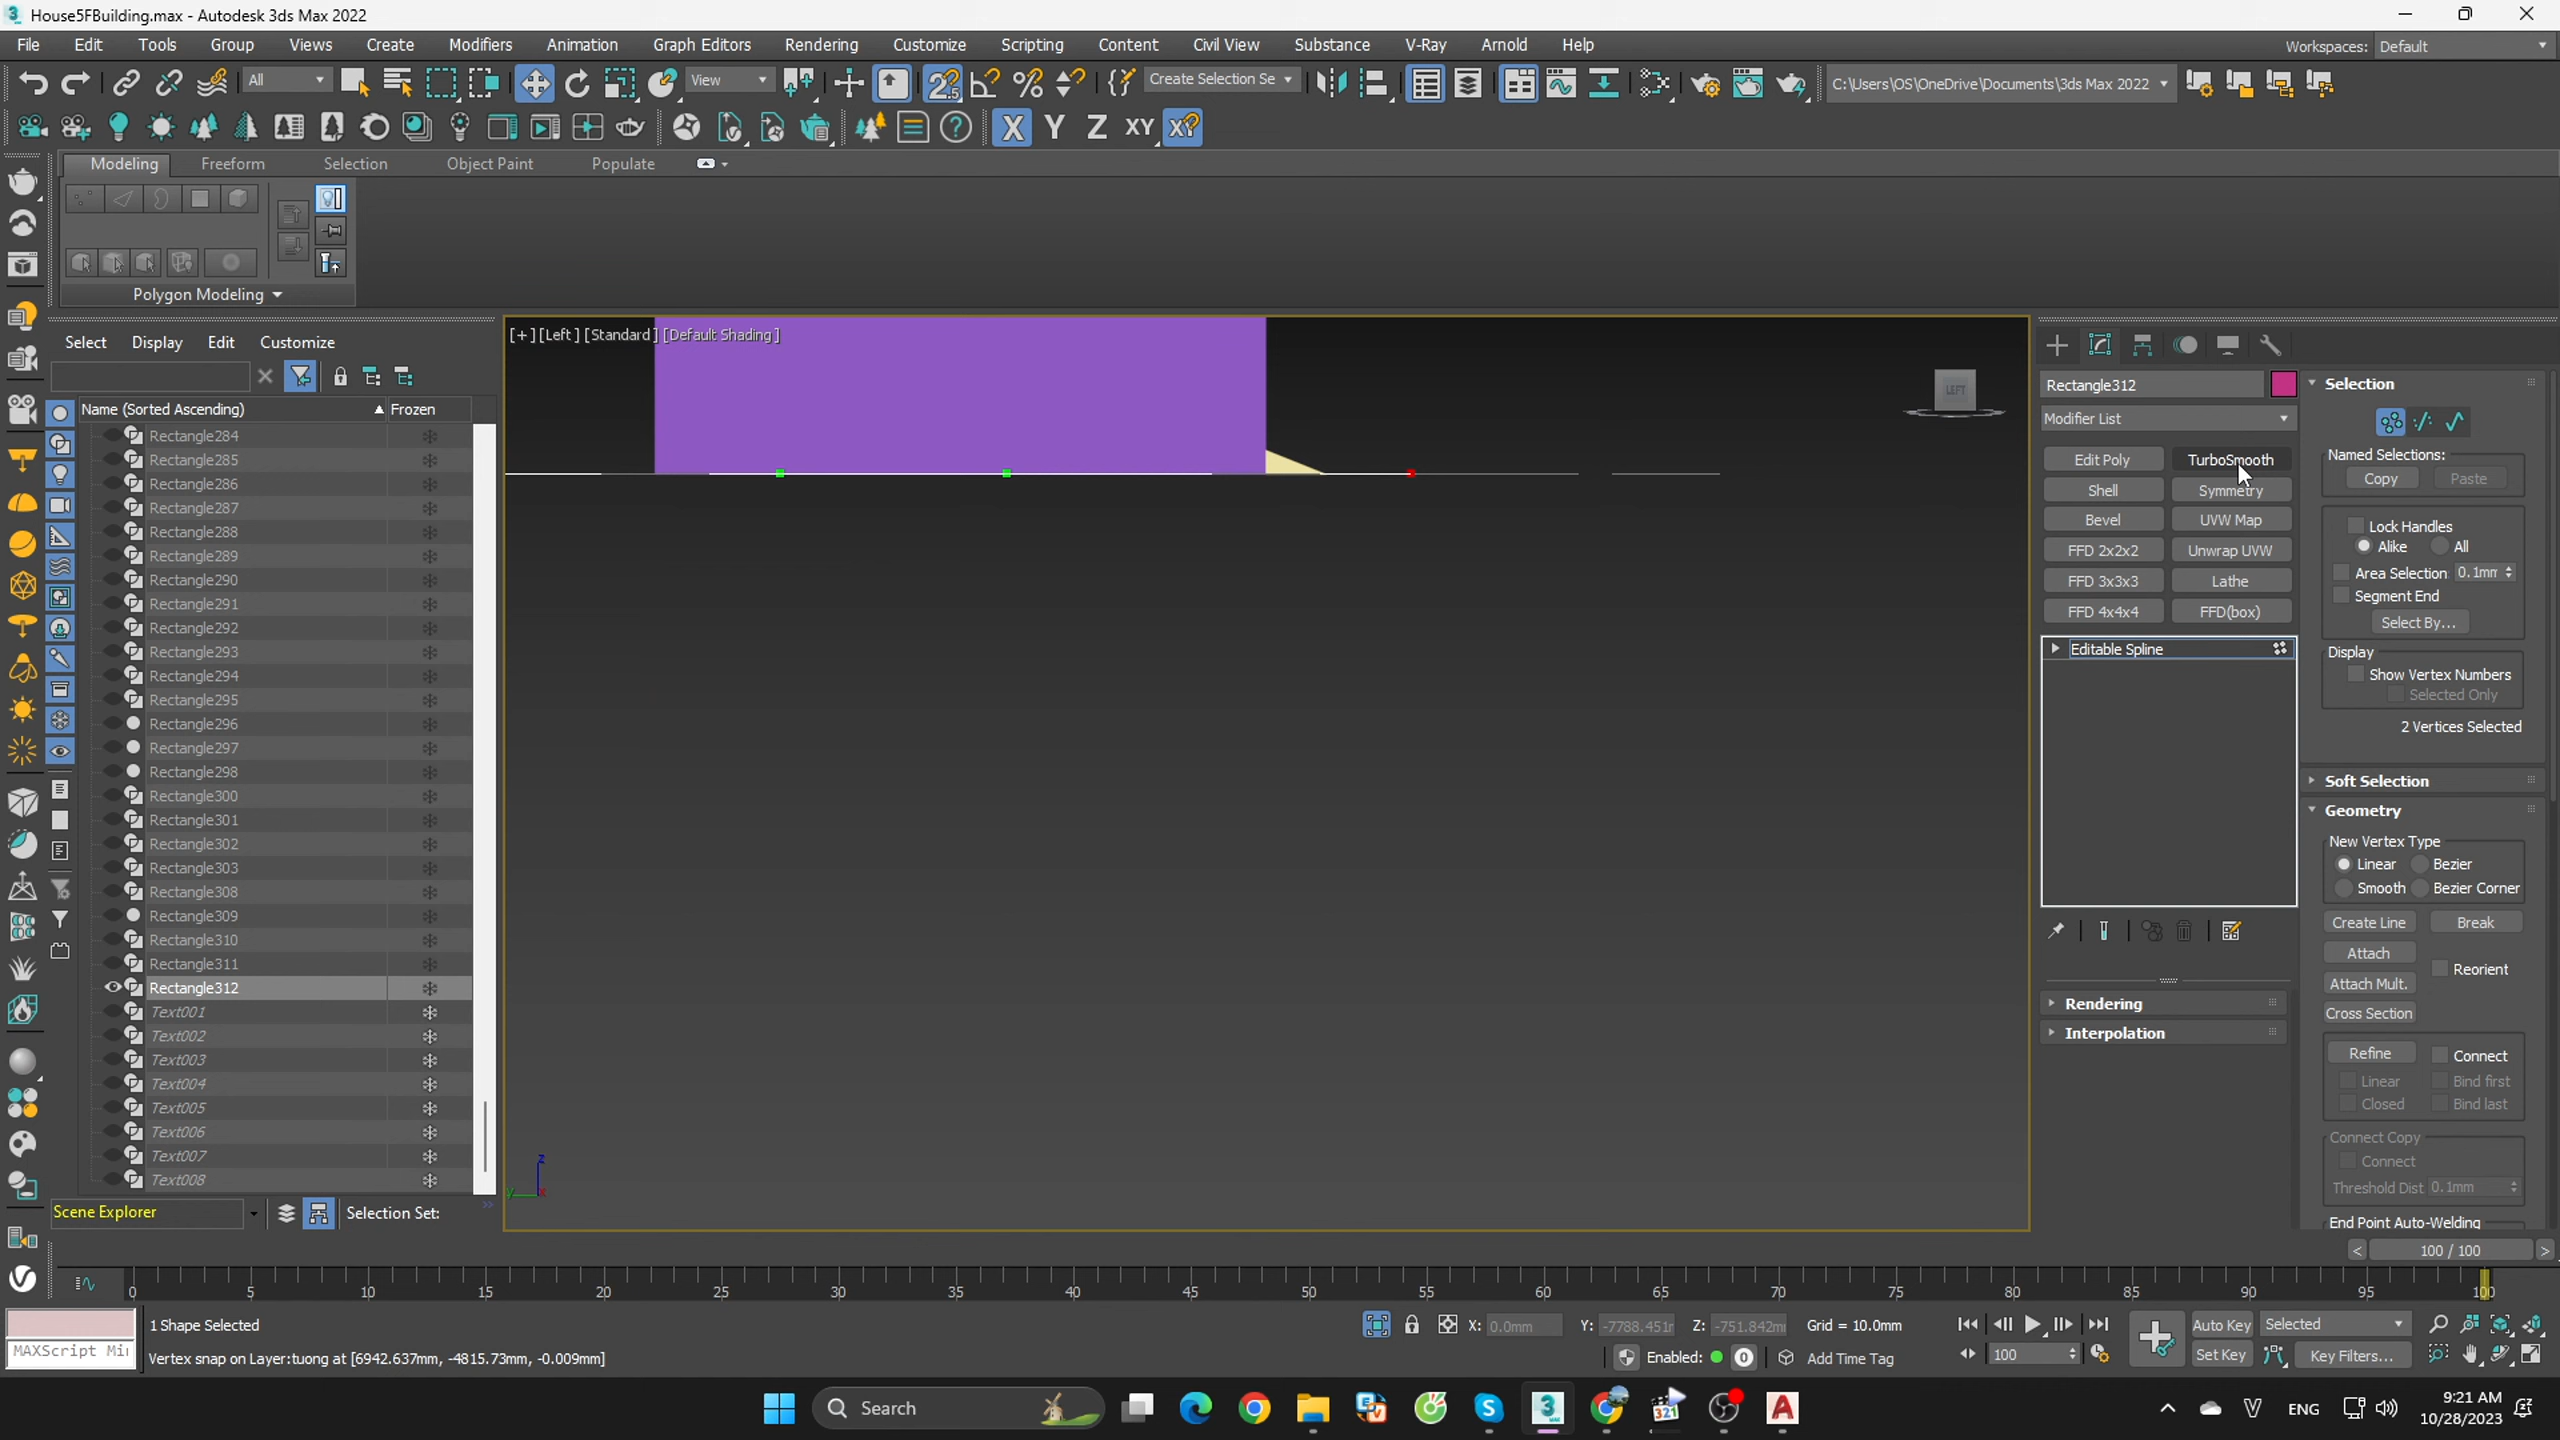 House5FBuilding.max - Autodesk 3ds Max 2022
File Edit Tools Group Views Create Modifiers Animation Graph Editors Rendering Customize Scripting Content Civil View Substance V-Ray Arnold Help
Workspaces: Default
All View Create Selection Se C:\Users\OS\OneDrive\Documents\3ds Max 2022
X Y Z XY
Modeling Freeform Selection Object Paint Populate
Polygon Modeling
Select Display Edit Customize
Name (Sorted Ascending) Frozen
Rectangle284
Rectangle285
Rectangle286
Rectangle287
Rectangle288
Rectangle289
Rectangle290
Rectangle291
Rectangle292
Rectangle293
Rectangle294
Rectangle295
Rectangle296
Rectangle297
Rectangle298
Rectangle300
Rectangle301
Rectangle302
Rectangle303
Rectangle308
Rectangle309
Rectangle310
Rectangle311
Rectangle312
Text001
Text002
Text003
Text004
Text005
Text006
Text007
Text008
Scene Explorer
Selection Set:
[+] [Left] [Standard] [Default Shading]
LEFT
z
y x
Rectangle312
Modifier List
Edit Poly TurboSmooth
Shell Symmetry
Bevel UVW Map
FFD 2x2x2 Unwrap UVW
FFD 3x3x3 Lathe
FFD 4x4x4 FFD(box)
Editable Spline
Rendering
Interpolation
Selection
Named Selections:
Copy Paste
Lock Handles
Alike All
Area Selection: 0.1mm
Segment End
Select By...
Display
Show Vertex Numbers
Selected Only
2 Vertices Selected
Soft Selection
Geometry
New Vertex Type
Linear Bezier
Smooth Bezier Corner
Create Line Break
Attach
Reorient
Attach Mult.
Cross Section
Refine Connect
Linear Bind first
Closed Bind last
Connect Copy
Connect
Threshold Dist 0.1mm
End Point Auto-Welding
< 100 / 100 >
0 5 10 15 20 25 30 35 40 45 50 55 60 65 70 75 80 85 90 95 100
MAXScript Mi
1 Shape Selected
Vertex snap on Layer:tuong at [6942.637mm, -4815.73mm, -0.009mm]
X: 0.0mm Y: -7788.451r Z: -751.842m Grid = 10.0mm
Enabled: 0 Add Time Tag
100
Auto Key Selected
Set Key Key Filters...
Search
ENG
9:21 AM
10/28/2023